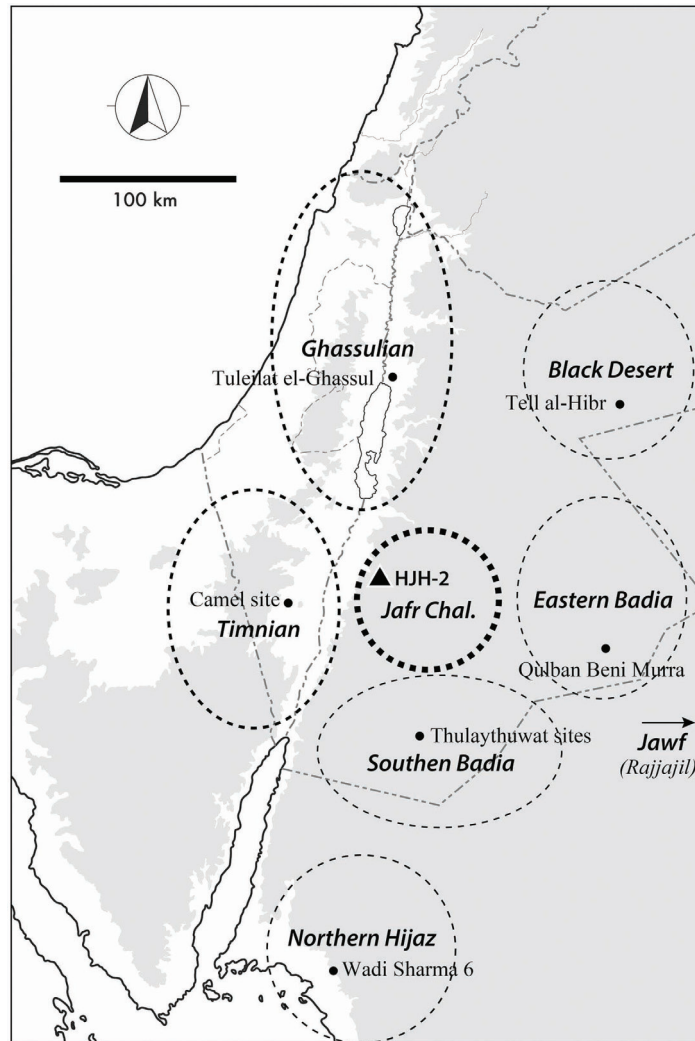 100 km
Ghassulian
Tuleilat el-Ghassul
Black Desert
Tell al-Hibr
HJH-2
Jafr Chal.
Camel site
Timnian
Eastern Badia
Qulban Beni Murra
Thulaythuwat sites
Southen Badia
Jawf
(Rajjajil)
Northern Hijaz
Wadi Sharma 6